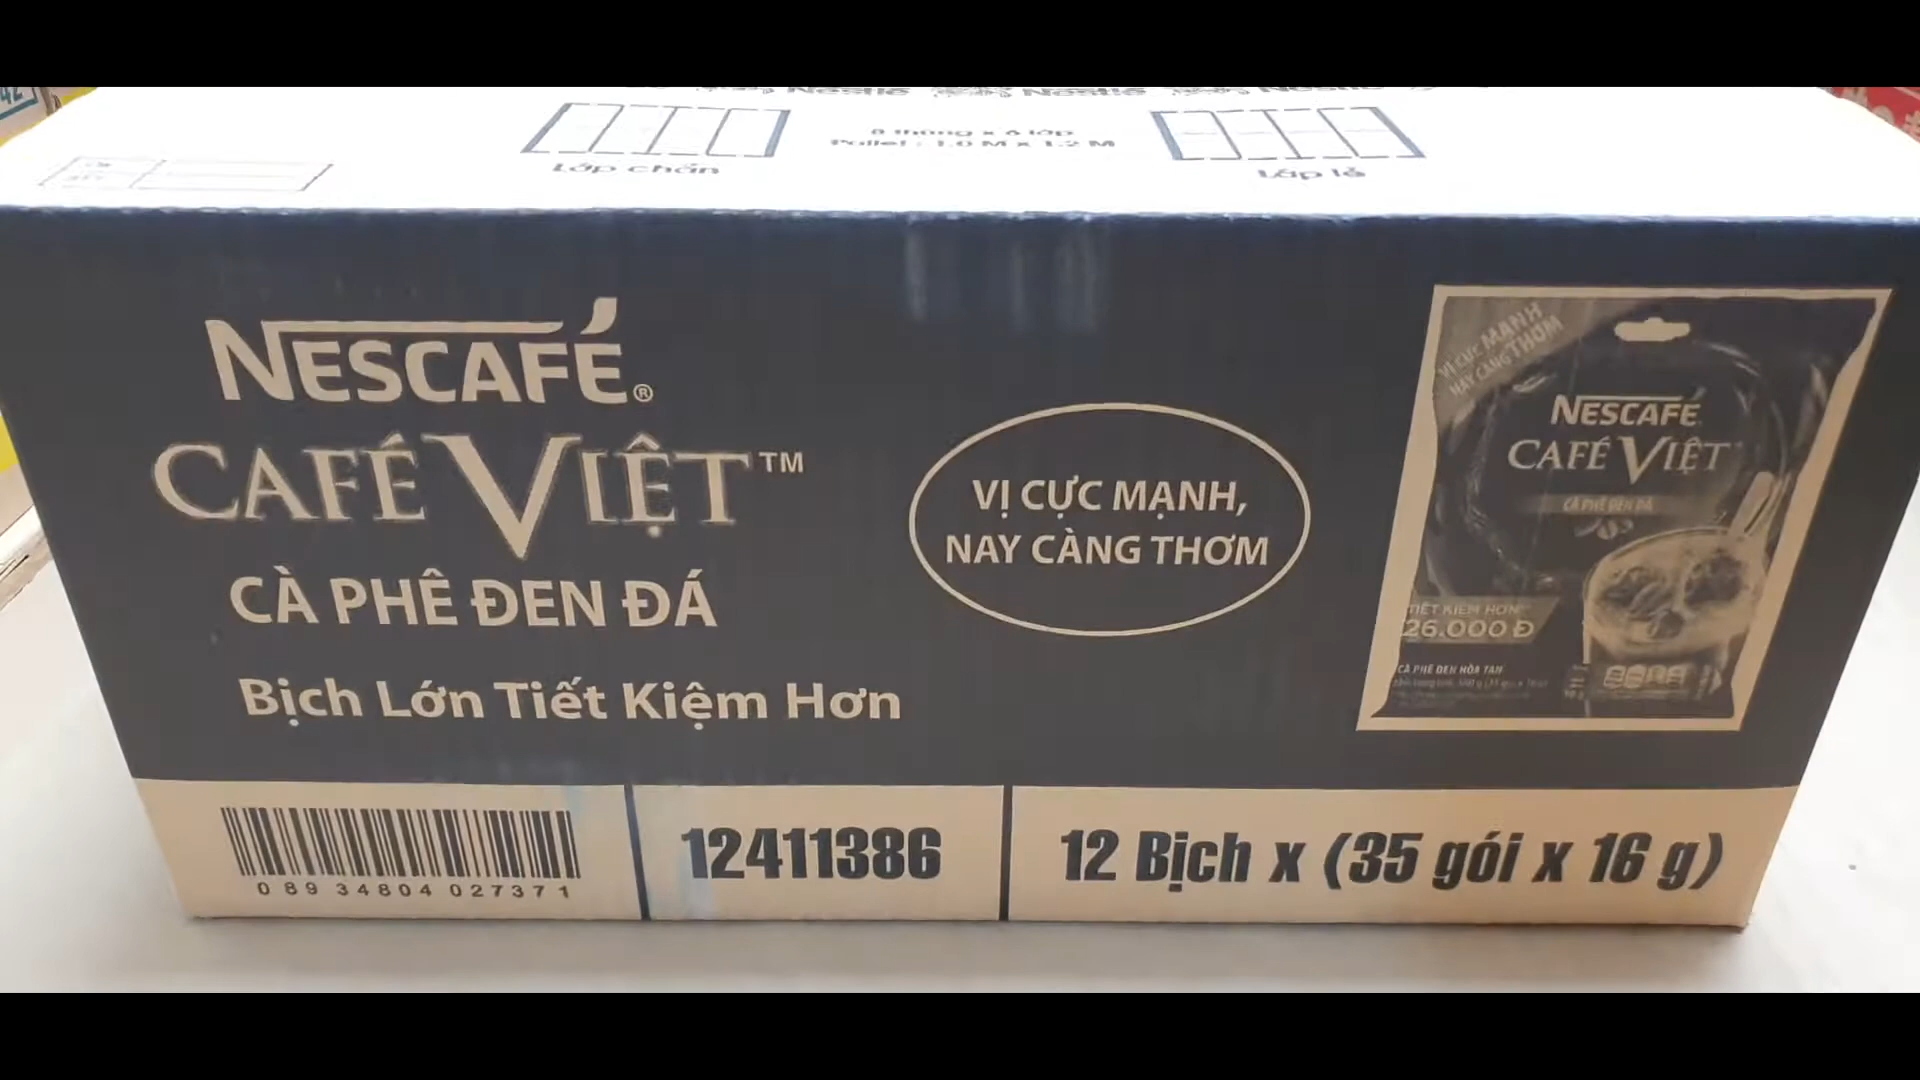 8 thùng x 6 lớp
Pallet : 1.0 M x 1.2 M
Lớp chẵn
Lớp lẻ
NESCAFÉ®
CAFÉ VIỆT™
CÀ PHÊ ĐEN ĐÁ
Bịch Lớn Tiết Kiệm Hơn
VỊ CỰC MẠNH,
NAY CÀNG THƠM
VỊ CỰC MẠNH
NAY CÀNG THƠM
NESCAFÉ
CAFÉ VIỆT
CÀ PHÊ ĐEN ĐÁ
TIẾT KIỆM HƠN
26.000 Đ
CÀ PHÊ ĐEN HÒA TAN
0 89 34804 027371
12411386
12 Bịch x (35 gói x 16 g)